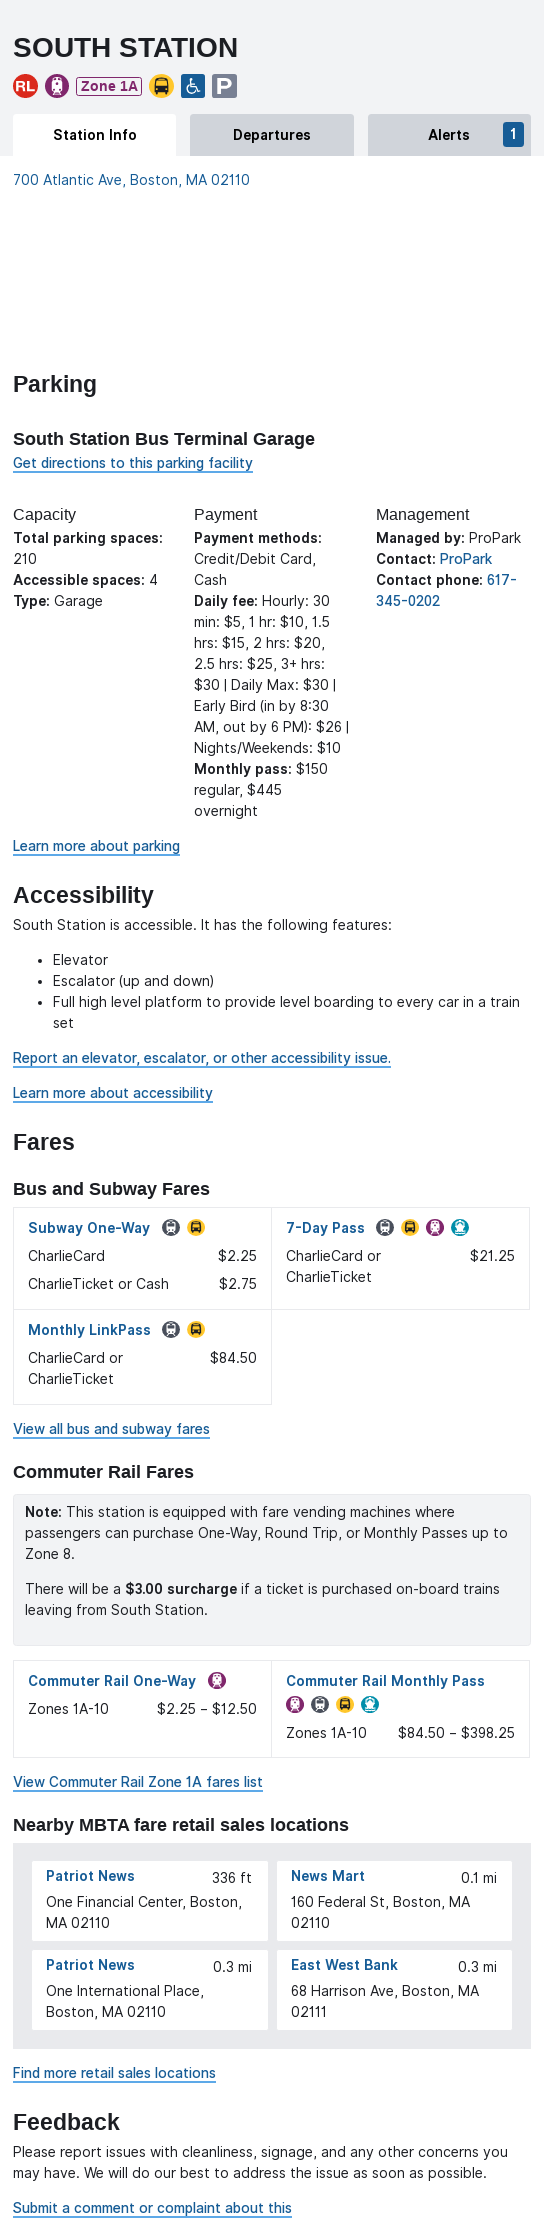 SOUTH STATION
RL Zone 1A P
Station Info Departures Alerts 1
700 Atlantic Ave, Boston, MA 02110
Parking
South Station Bus Terminal Garage
Get directions to this parking facility
Capacity
Total parking spaces:
210
Accessible spaces: 4
Type: Garage
Payment
Payment methods:
Credit/Debit Card,
Cash
Daily fee: Hourly: 30
min: $5, 1 hr: $10, 1.5
hrs: $15, 2 hrs: $20,
2.5 hrs: $25, 3+ hrs:
$30 | Daily Max: $30 |
Early Bird (in by 8:30
AM, out by 6 PM): $26 |
Nights/Weekends: $10
Monthly pass: $150
regular, $445
overnight
Management
Managed by: ProPark
Contact: ProPark
Contact phone: 617-
345-0202
Learn more about parking
Accessibility
South Station is accessible. It has the following features:
• Elevator
• Escalator (up and down)
• Full high level platform to provide level boarding to every car in a train
set
Report an elevator, escalator, or other accessibility issue.
Learn more about accessibility
Fares
Bus and Subway Fares
Subway One-Way
CharlieCard $2.25
CharlieTicket or Cash $2.75
7-Day Pass
CharlieCard or $21.25
CharlieTicket
Monthly LinkPass
CharlieCard or $84.50
CharlieTicket
View all bus and subway fares
Commuter Rail Fares
Note: This station is equipped with fare vending machines where
passengers can purchase One-Way, Round Trip, or Monthly Passes up to
Zone 8.
There will be a $3.00 surcharge if a ticket is purchased on-board trains
leaving from South Station.
Commuter Rail One-Way
Zones 1A-10 $2.25 – $12.50
Commuter Rail Monthly Pass
Zones 1A-10 $84.50 – $398.25
View Commuter Rail Zone 1A fares list
Nearby MBTA fare retail sales locations
Patriot News 336 ft
One Financial Center, Boston,
MA 02110
News Mart 0.1 mi
160 Federal St, Boston, MA
02110
Patriot News 0.3 mi
One International Place,
Boston, MA 02110
East West Bank 0.3 mi
68 Harrison Ave, Boston, MA
02111
Find more retail sales locations
Feedback
Please report issues with cleanliness, signage, and any other concerns you
may have. We will do our best to address the issue as soon as possible.
Submit a comment or complaint about this